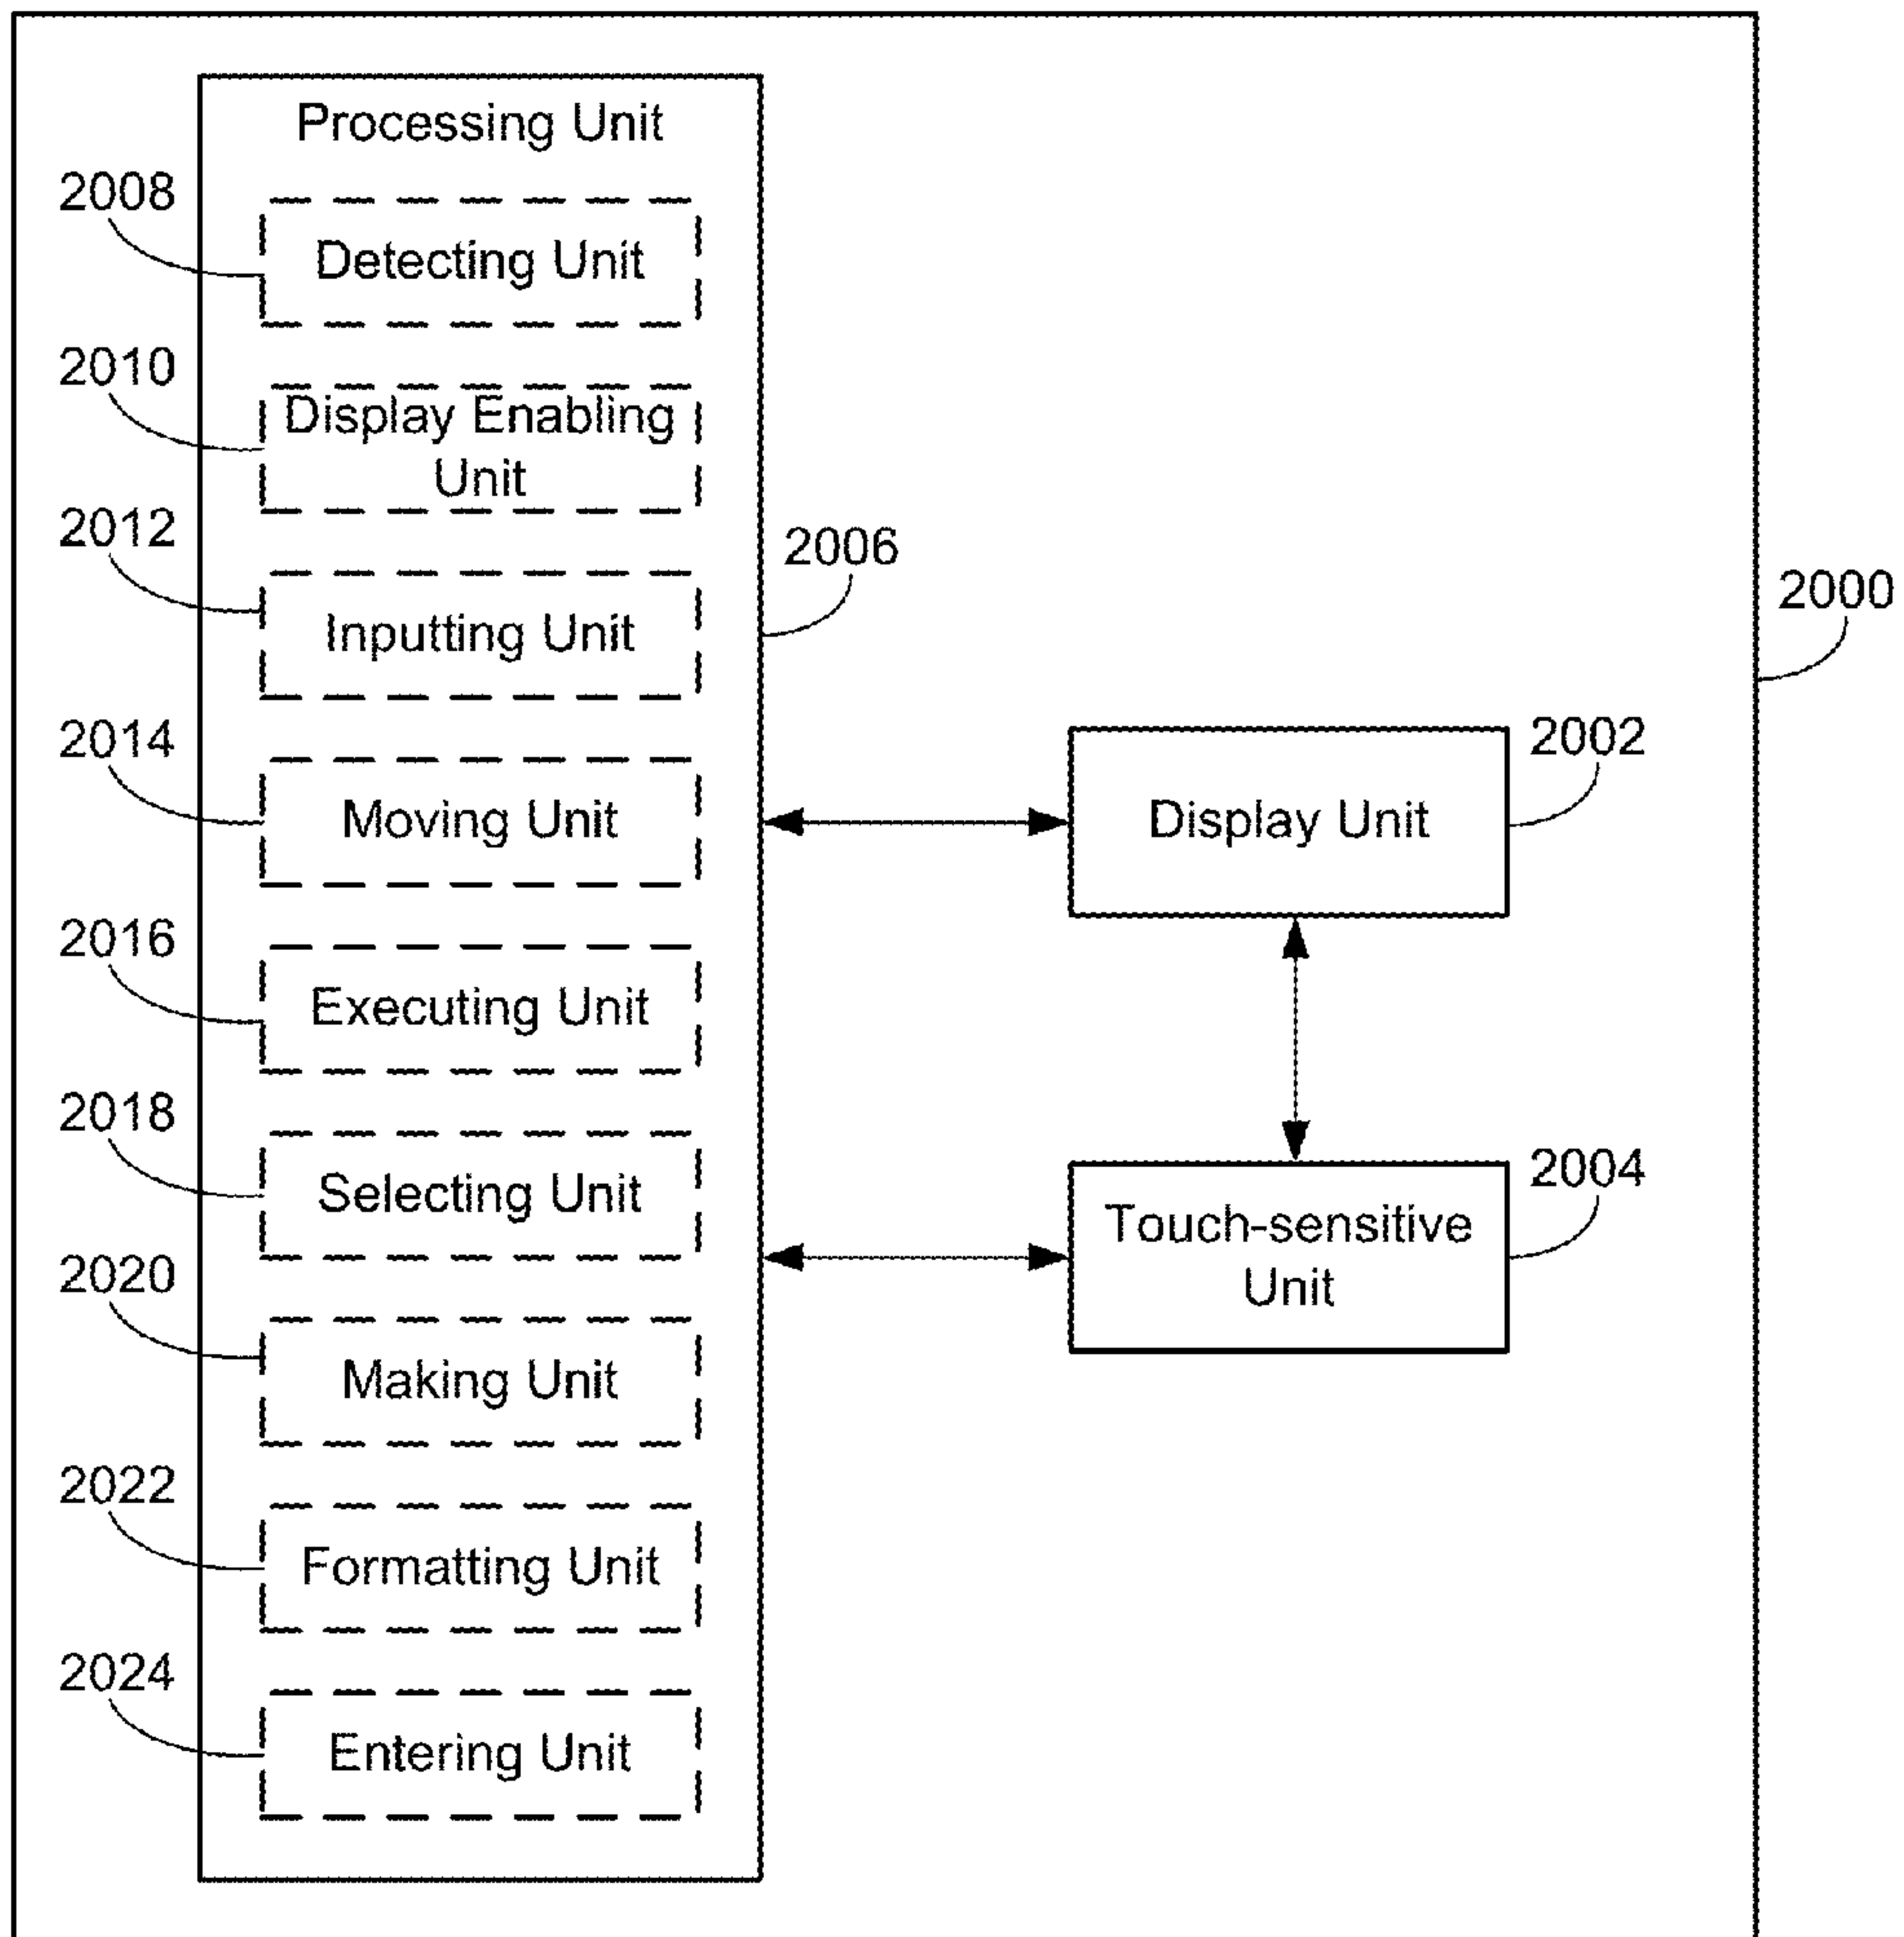 Processing Unit
2008
Detecting Unit
2010
Display Enabling
Unit
2012
Inputting Unit
2006
2000
2014
Moving Unit
2002
Display Unit
2016
Executing Unit
2018
Selecting Unit
2004
Touch-sensitive
Unit
2020
Making Unit
2022
Formatting Unit
2024
Entering Unit